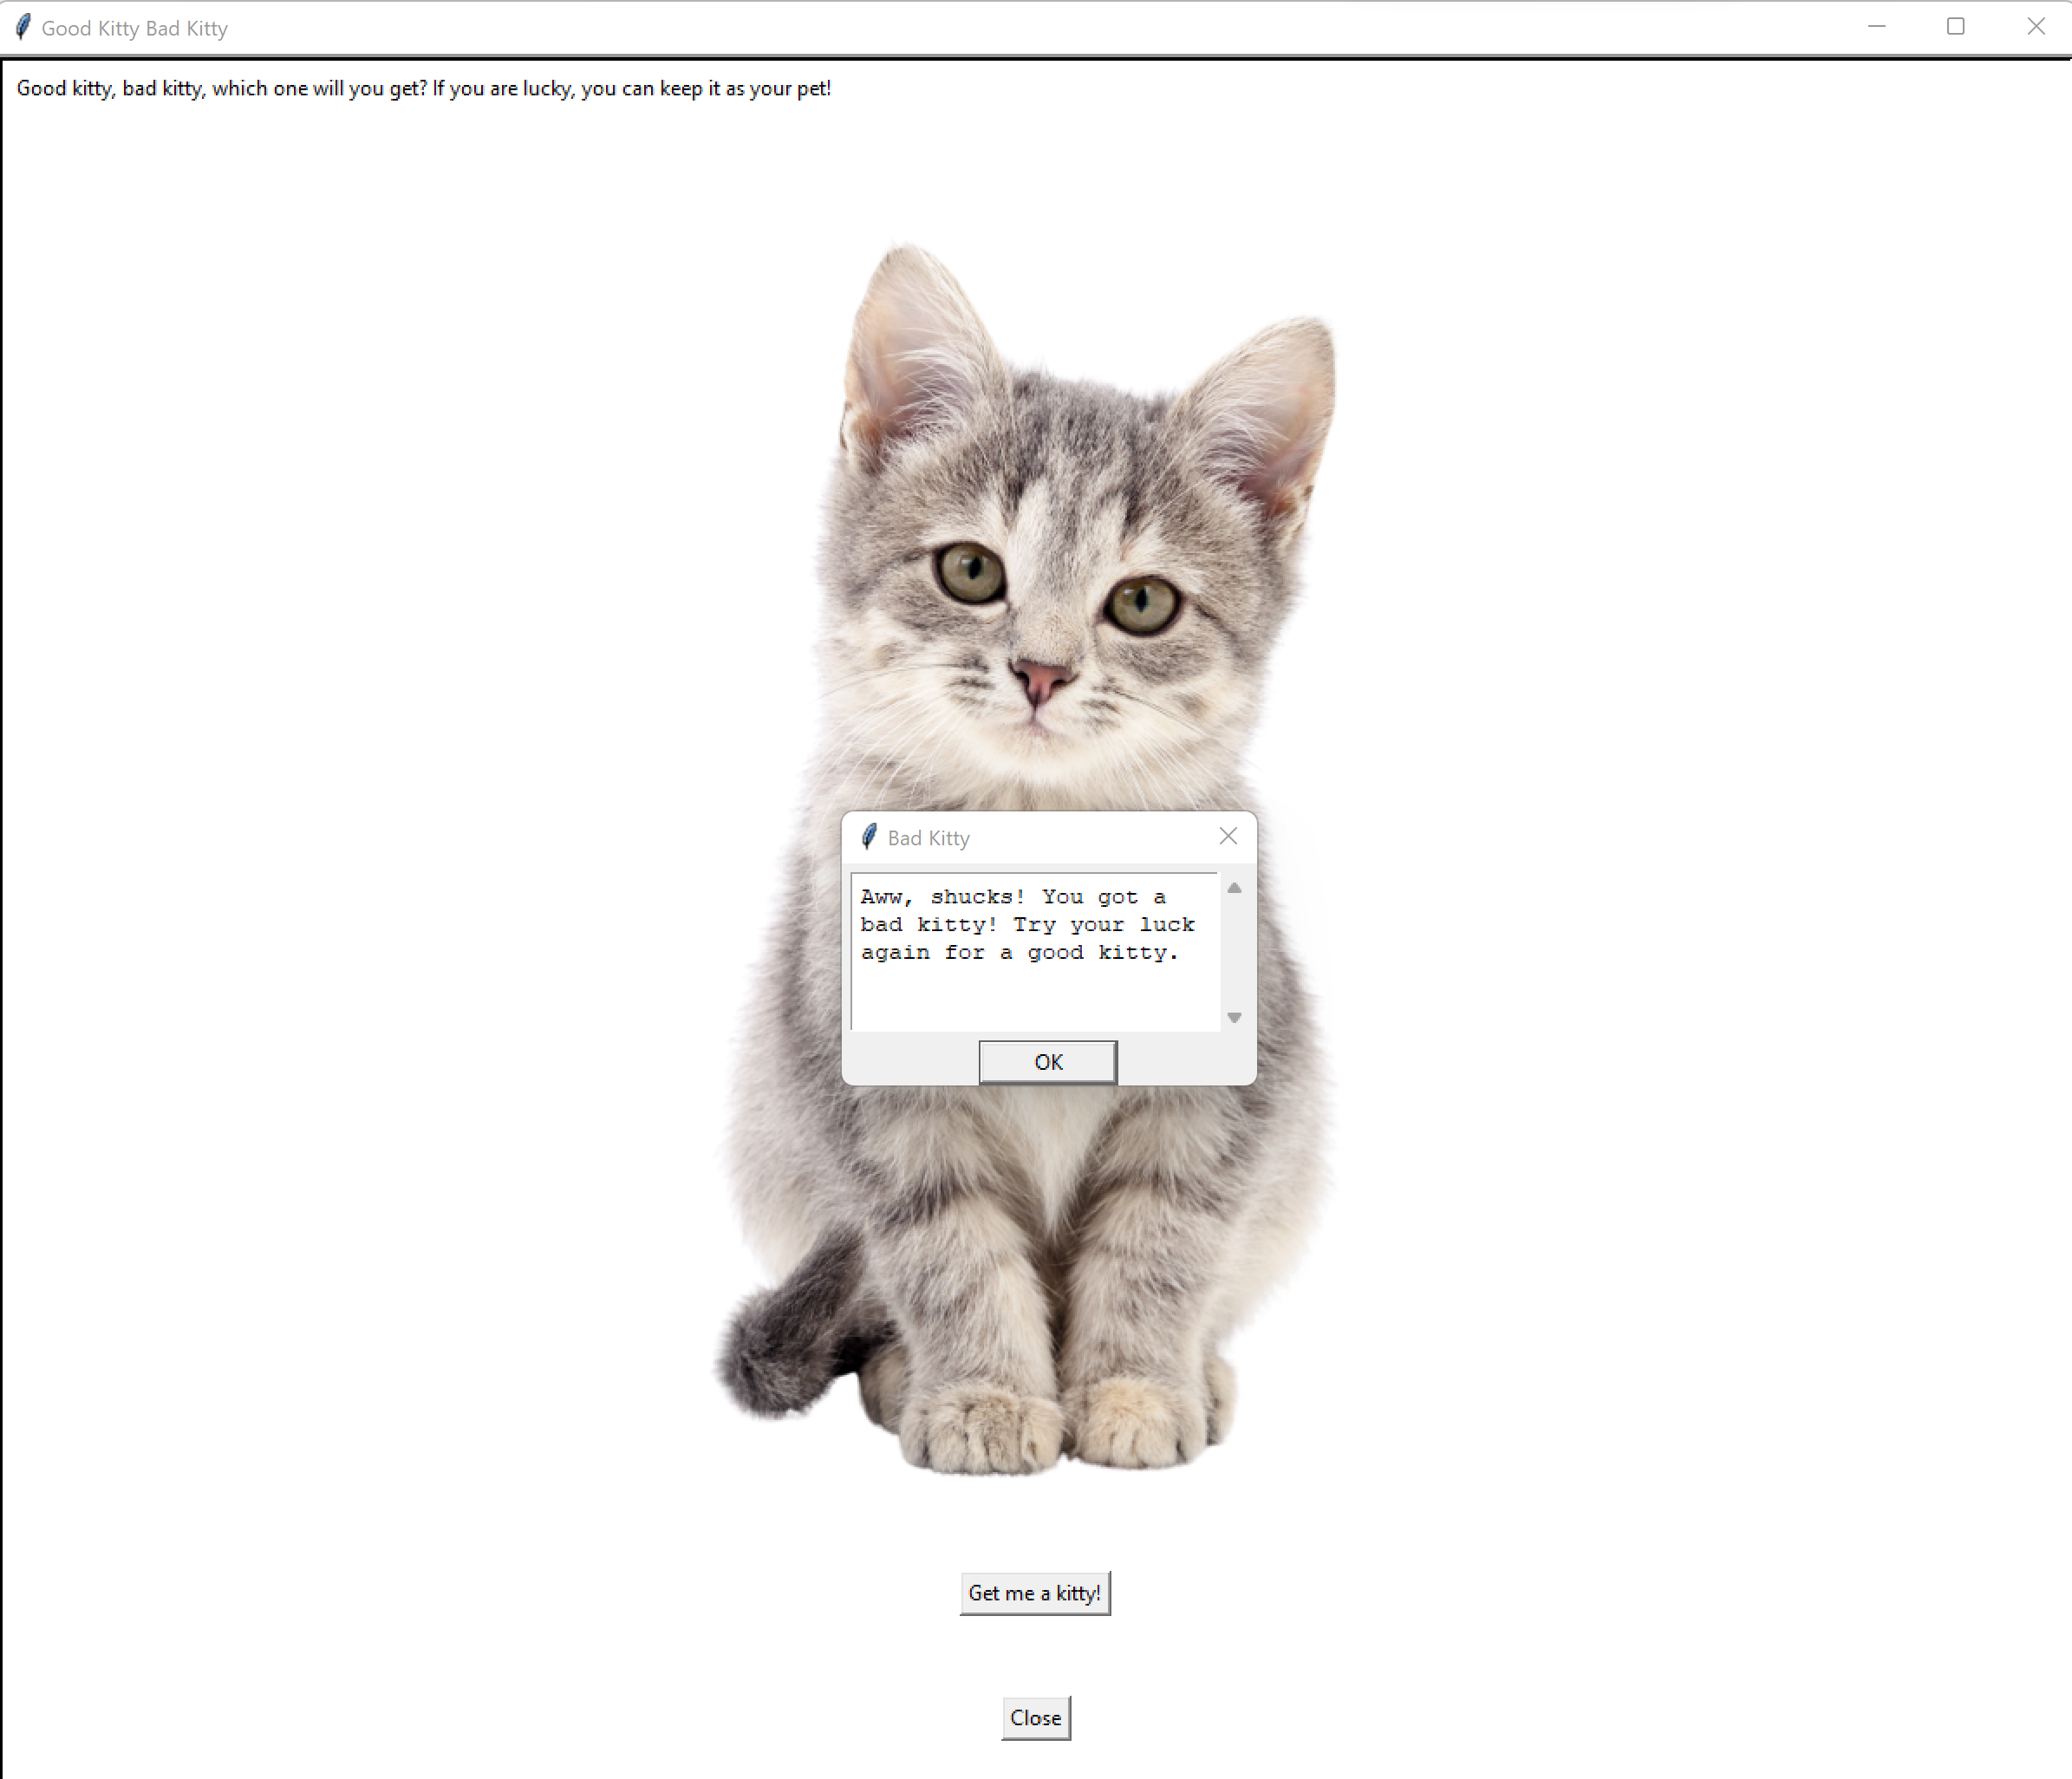 Good Kitty Bad Kitty
Good kitty, bad kitty, which one will you get? If you are lucky, you can keep it as your pet!
Bad Kitty
Aww, shucks! You got a
bad kitty! Try your luck
again for a good kitty.
OK
Get me a kitty!
Close